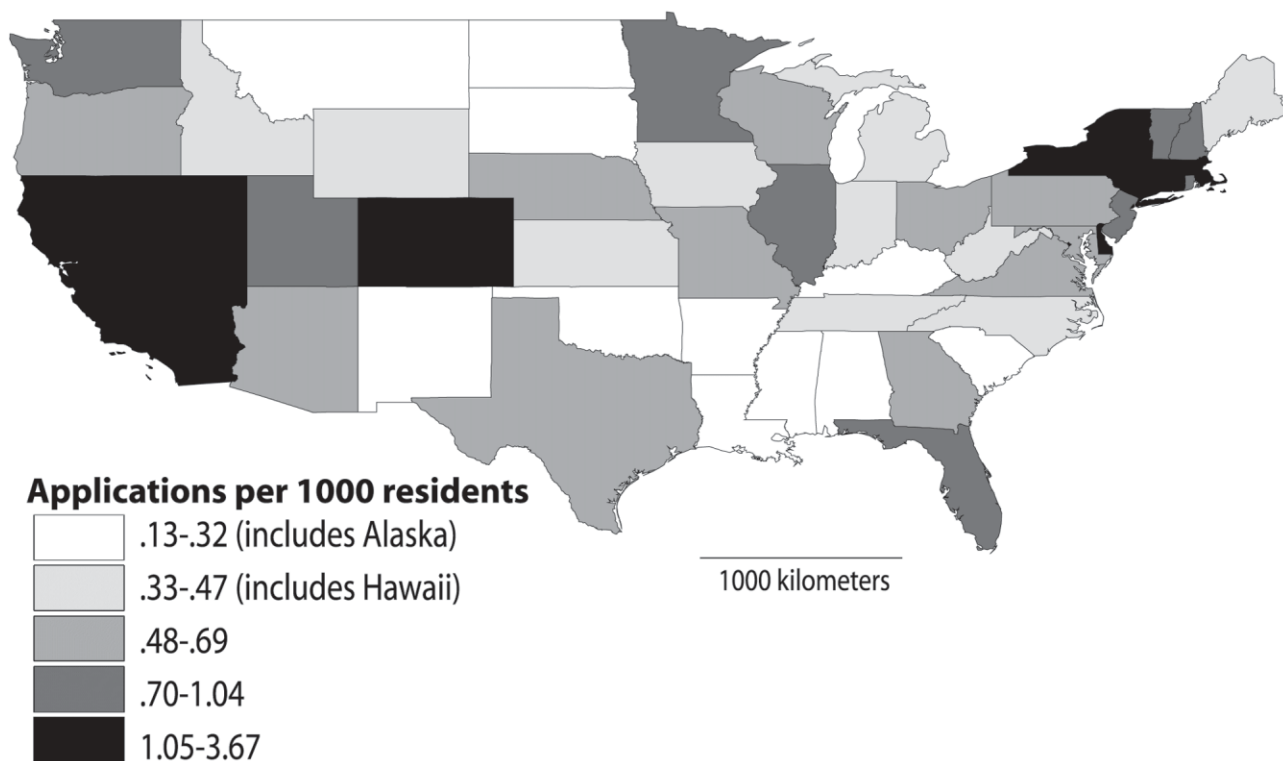 Applications per 1000 residents
.13-.32 (includes Alaska)
.33-.47 (includes Hawaii)
.48-.69
.70-1.04
1.05-3.67
1000 kilometers